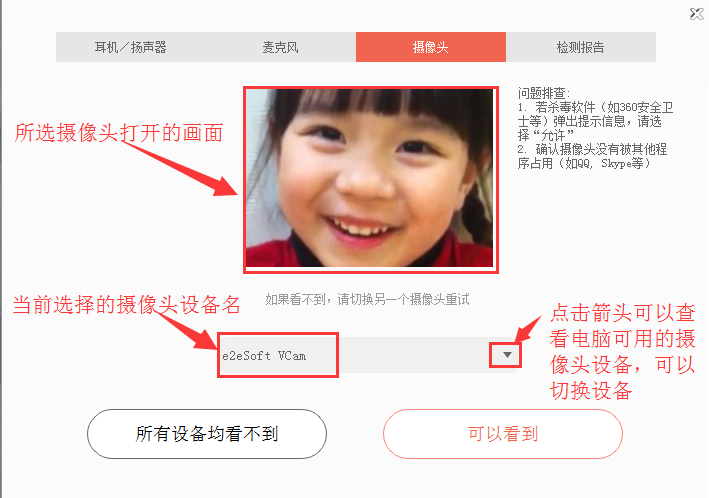 耳机／扬声器
麦克风
摄像头
检测报告
问题排查：
1. 若杀毒软件（如360安全卫
士等）弹出提示信息，请选
择“允许”
2. 确认摄像头没有被其他程
序占用（如QQ, Skype等）
所选摄像头打开的画面
如果看不到，请切换另一个摄像头重试
当前选择的摄像头设备名
点击箭头可以查
看电脑可用的摄
像头设备，可以
切换设备
e2eSoft VCam
所有设备均看不到
可以看到